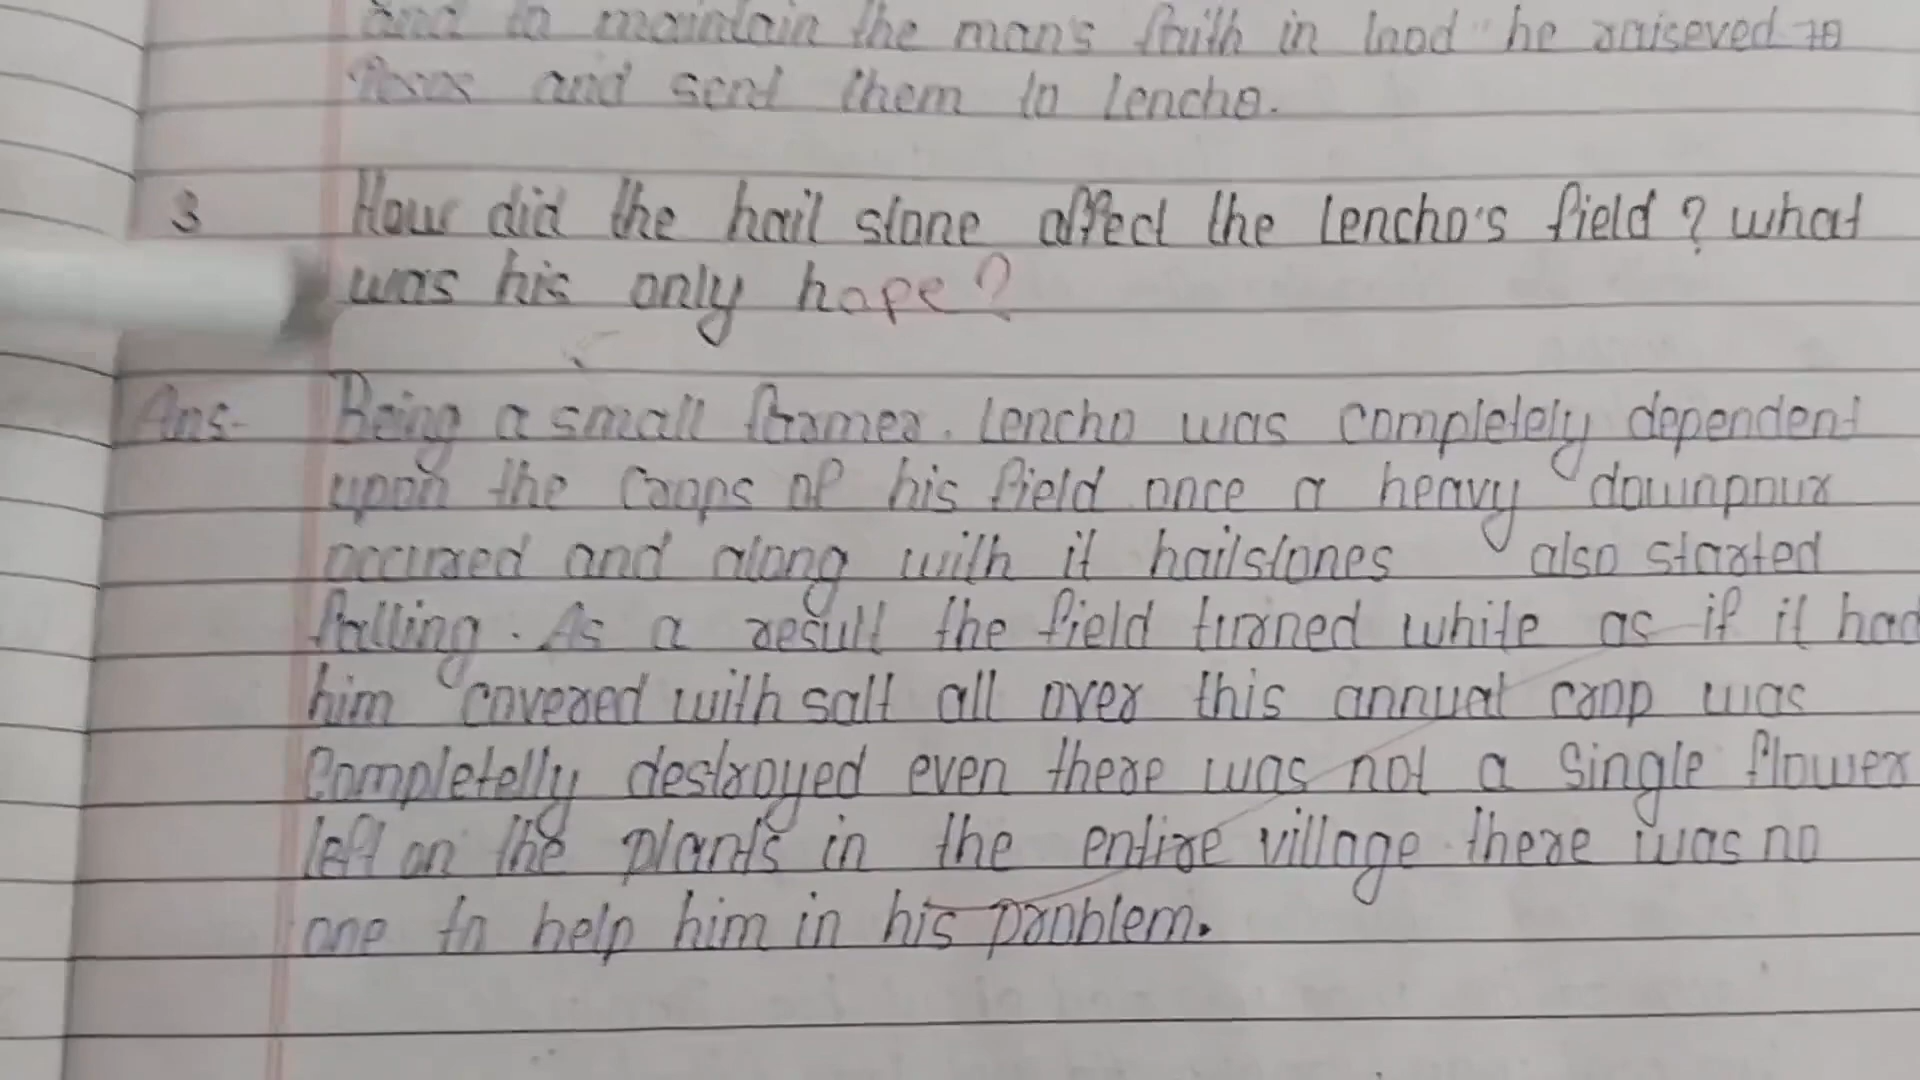 and to maintain the man's faith in God he raiseved 70
Pesos and send them to Lencho.
3 How did the hail stone affect the Lencho's field? what
was his only hope?
Ans- Being a small farmer. Lencho was completely dependent
upon the crops of his field once a heavy downpour
occurred and along with it hailstones also started
falling. As a result the field turned white as if it had
him covered with salt all over this annual crop was
Completelly destroyed even there was not a single flower
left on the plants in the entire village there was no
one to help him in his problem.